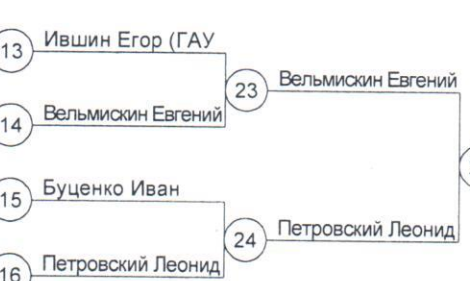 13 Ившин Егор (ГАУ
23 Вельмискин Евгений
14 Вельмискин Евгений
15 Буценко Иван
24 Петровский Леонид
16 Петровский Леонид